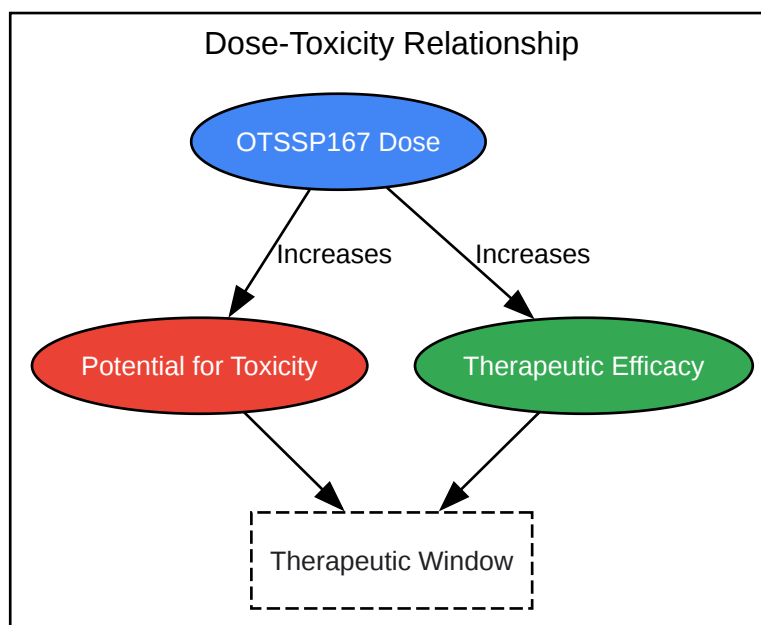 Dose-Toxicity Relationship
OTSSP167 Dose
Increases
Increases
Potential for Toxicity
Therapeutic Efficacy
Therapeutic Window